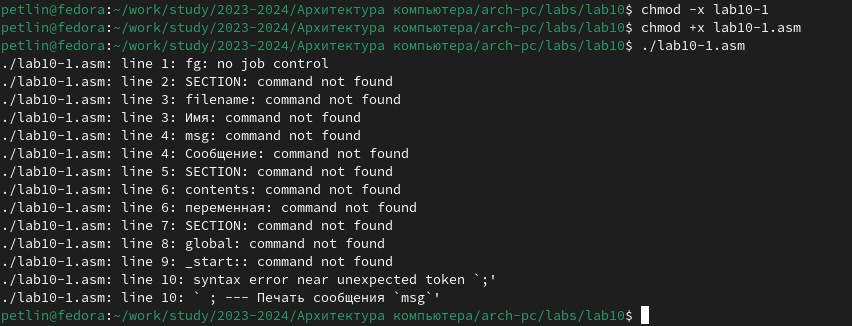 petlin@fedora:~/work/study/2023-2024/Архитектура компьютера/arch-pc/labs/lab10$ chmod -x lab10-1
petlin@fedora:~/work/study/2023-2024/Архитектура компьютера/arch-pc/labs/lab10$ chmod +x lab10-1.asm
petlin@fedora:~/work/study/2023-2024/Архитектура компьютера/arch-pc/labs/lab10$ ./lab10-1.asm
./lab10-1.asm: line 1: fg: no job control
./lab10-1.asm: line 2: SECTION: command not found
./lab10-1.asm: line 3: filename: command not found
./lab10-1.asm: line 3: Имя: command not found
./lab10-1.asm: line 4: msg: command not found
./lab10-1.asm: line 4: Сообщение: command not found
./lab10-1.asm: line 5: SECTION: command not found
./lab10-1.asm: line 6: contents: command not found
./lab10-1.asm: line 6: переменная: command not found
./lab10-1.asm: line 7: SECTION: command not found
./lab10-1.asm: line 8: global: command not found
./lab10-1.asm: line 9: _start:: command not found
./lab10-1.asm: line 10: syntax error near unexpected token `;'
./lab10-1.asm: line 10: ` ; --- Печать сообщения `msg`'
petlin@fedora:~/work/study/2023-2024/Архитектура компьютера/arch-pc/labs/lab10$